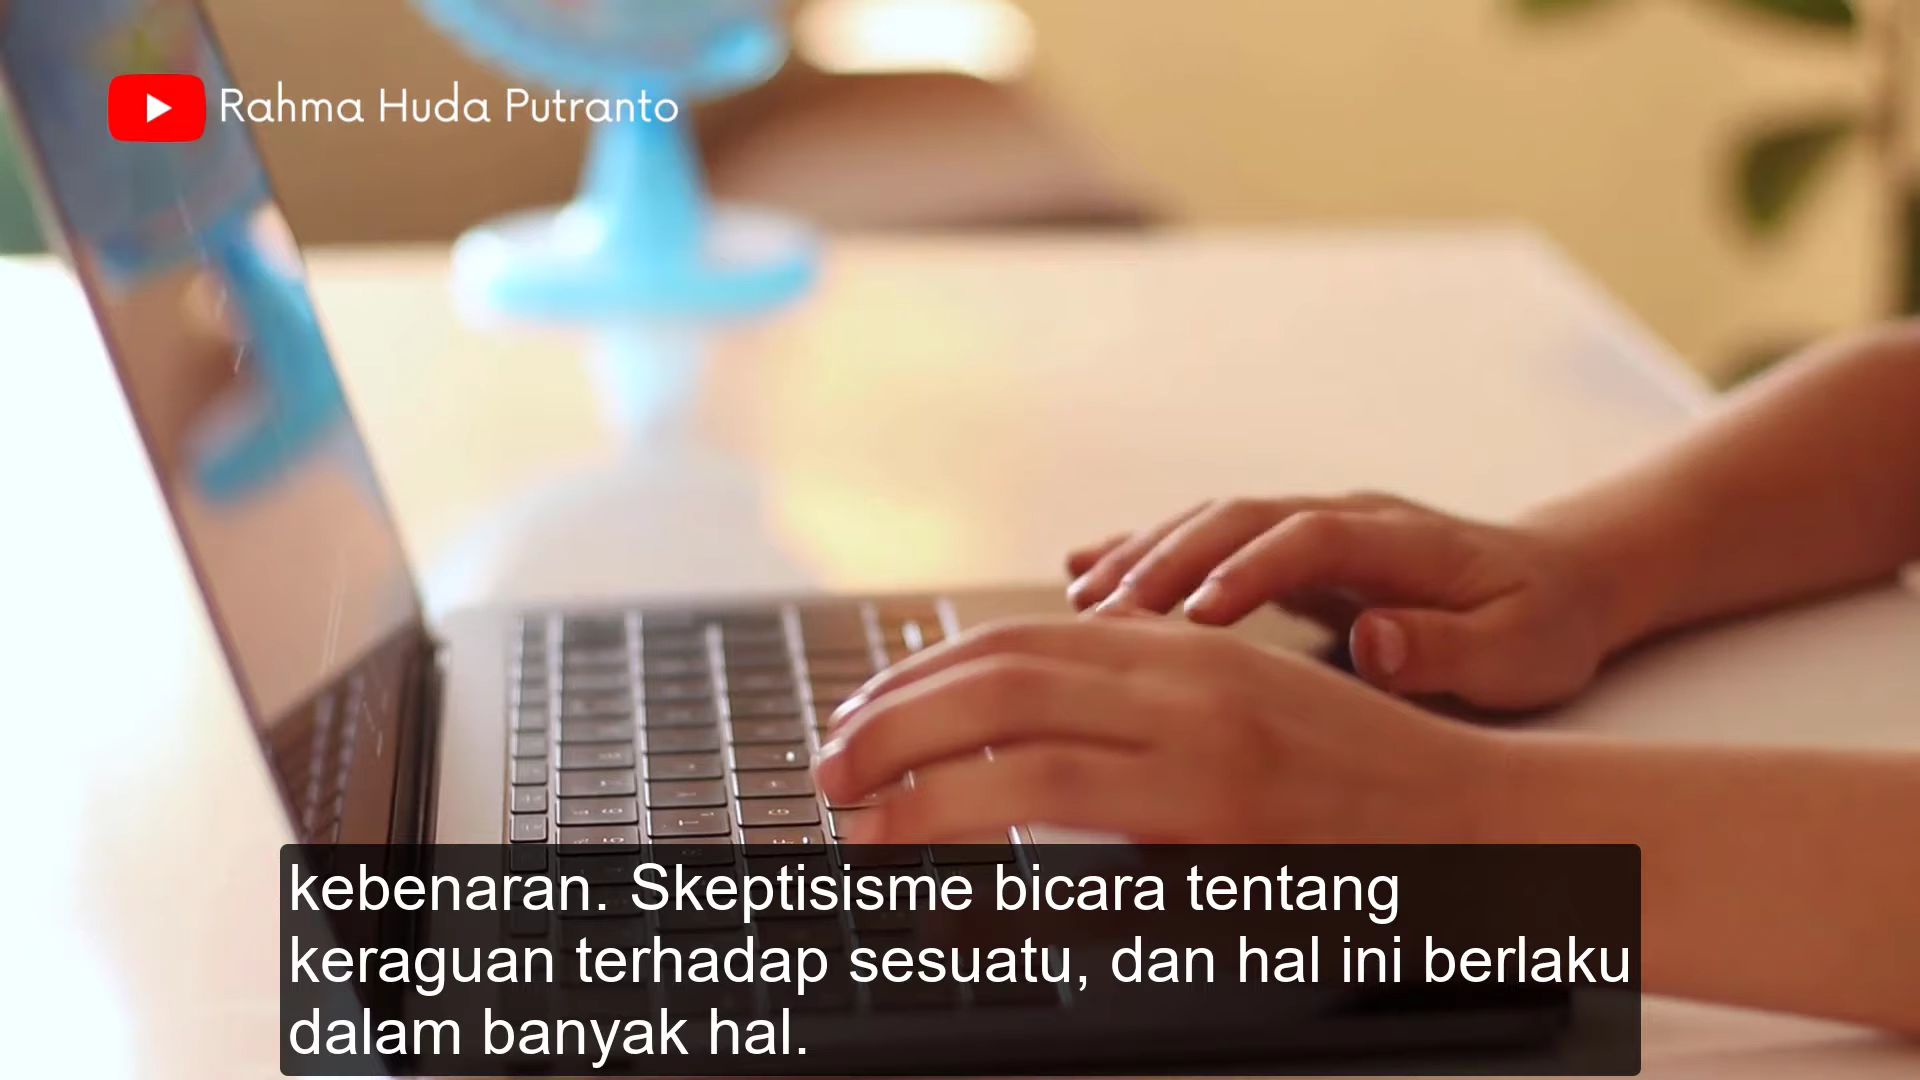 Rahma Huda Putranto
kebenaran. Skeptisisme bicara tentang
keraguan terhadap sesuatu, dan hal ini berlaku
dalam banyak hal.